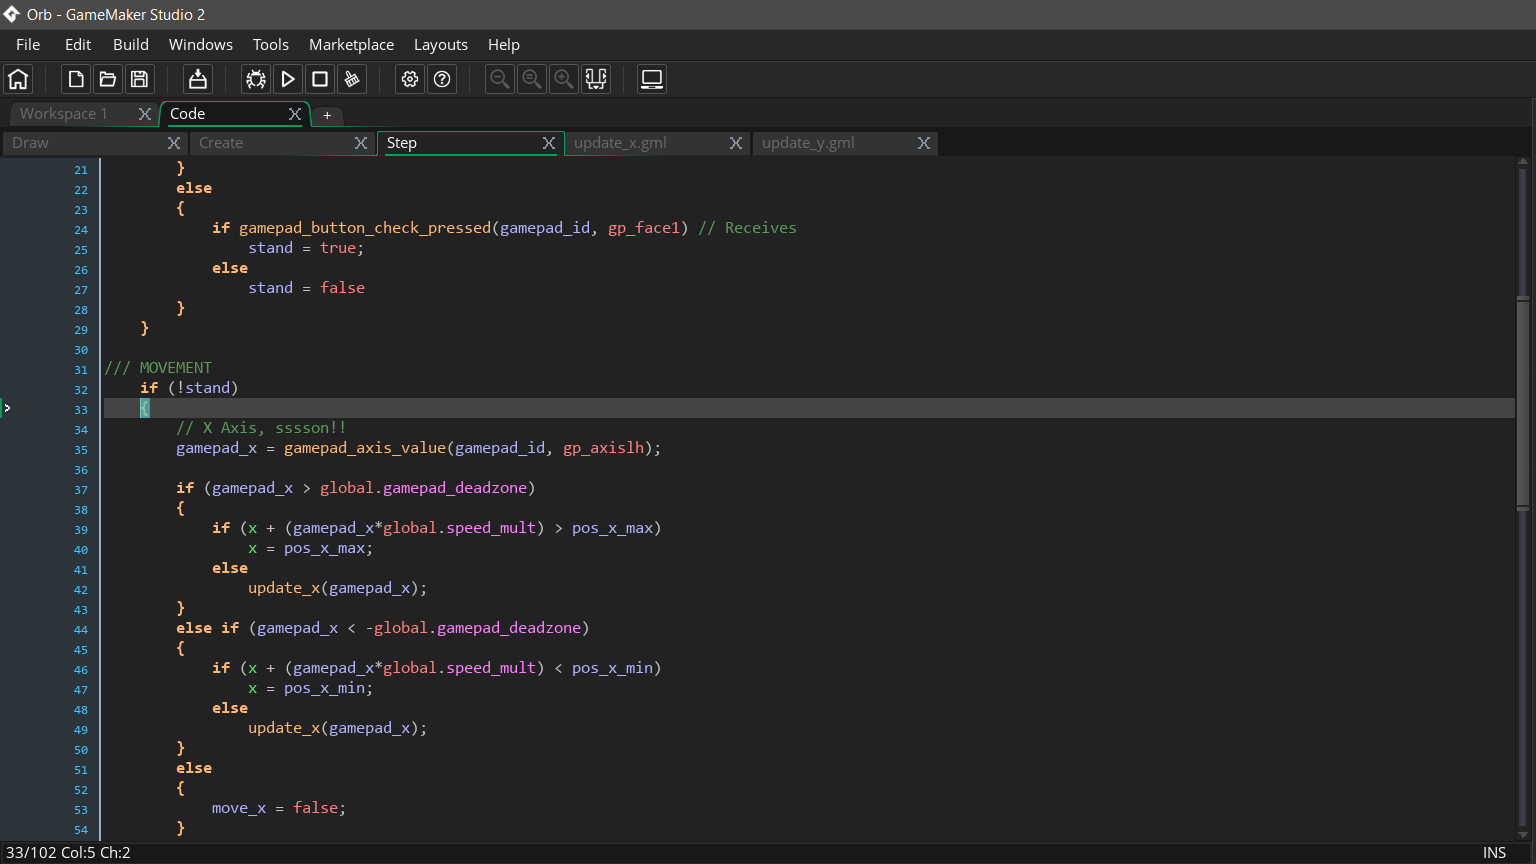 Orb - GameMaker Studio 2
File Edit Build Windows Tools Marketplace Layouts Help
Workspace 1 Code +
Draw Create Step update_x.gml update_y.gml
21 }
22 else
23 {
24 if gamepad_button_check_pressed(gamepad_id, gp_face1) // Receives
25 stand = true;
26 else
27 stand = false
28 }
29 }
30
31 /// MOVEMENT
32 if (!stand)
33 {
34 // X Axis, sssson!!
35 gamepad_x = gamepad_axis_value(gamepad_id, gp_axislh);
36
37 if (gamepad_x > global.gamepad_deadzone)
38 {
39 if (x + (gamepad_x*global.speed_mult) > pos_x_max)
40 x = pos_x_max;
41 else
42 update_x(gamepad_x);
43 }
44 else if (gamepad_x < -global.gamepad_deadzone)
45 {
46 if (x + (gamepad_x*global.speed_mult) < pos_x_min)
47 x = pos_x_min;
48 else
49 update_x(gamepad_x);
50 }
51 else
52 {
53 move_x = false;
54 }
33/102 Col:5 Ch:2 INS